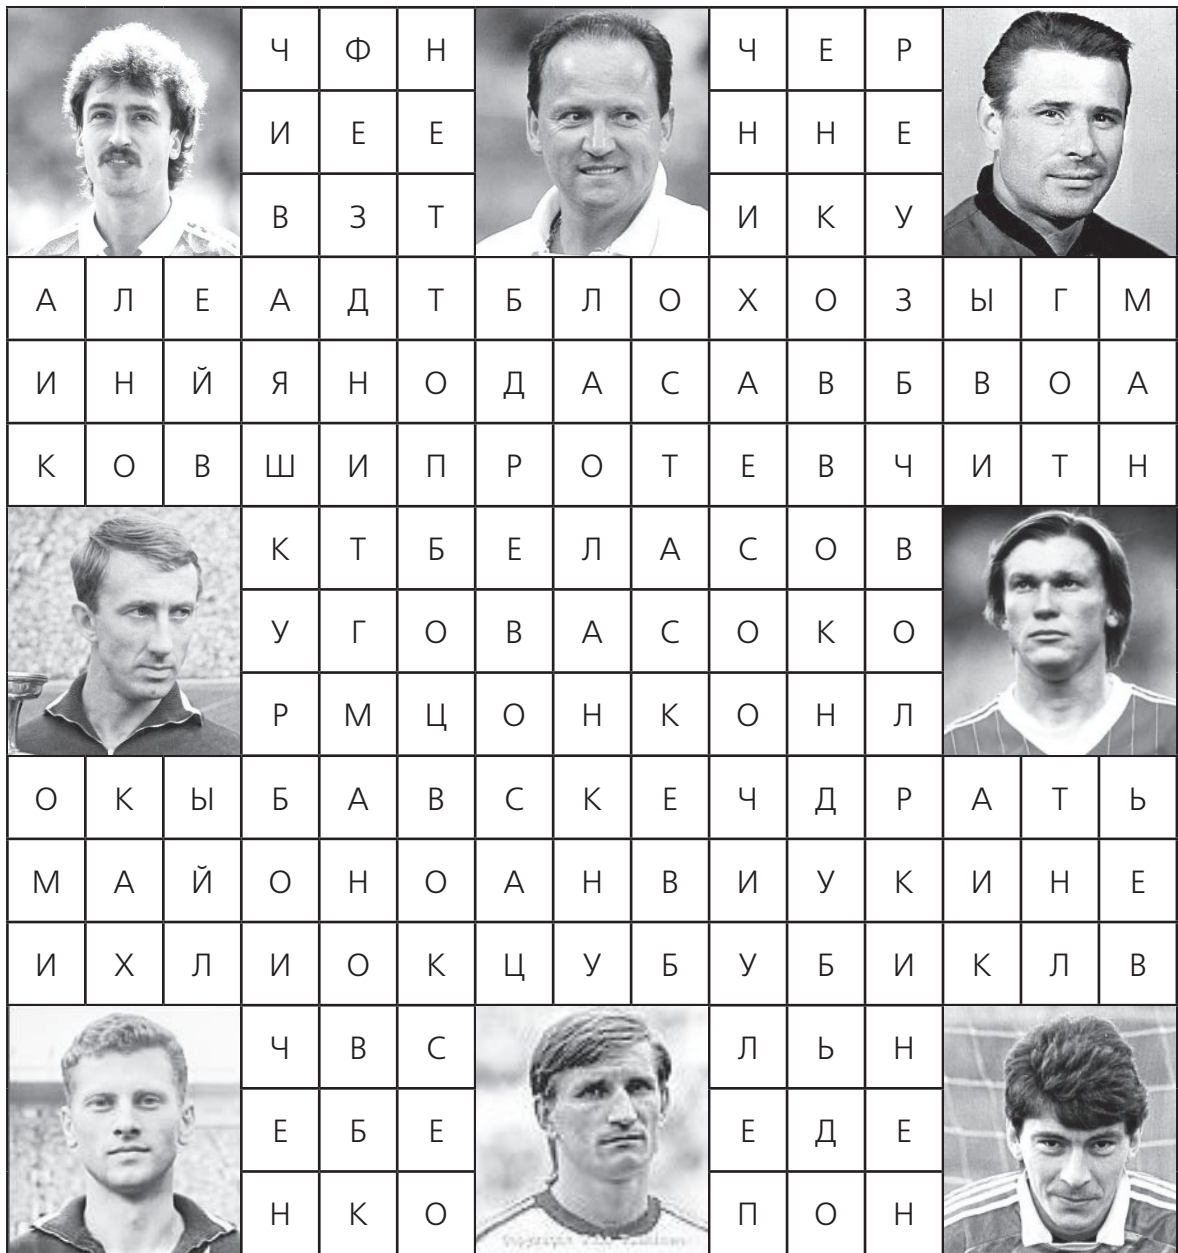 Ч Ф Н Ч Е Р
И Е Е Н Н Е
В З Т И К У
А Л Е А Д Т Б Л О Х О З Ы Г М
И Н Й Я Н О Д А С А В Б В О А
К О В Ш И П Р О Т Е В Ч И Т Н
К Т Б Е Л А С О В
У Г О В А С О К О
Р М Ц О Н К О Н Л
О К Ы Б А В С К Е Ч Д Р А Т Ь
М А Й О Н О А Н В И У К И Н Е
И Х Л И О К Ц У Б У Б И К Л В
Ч В С Л Ь Н
Е Б Е Е Д Е
Н К О П О Н